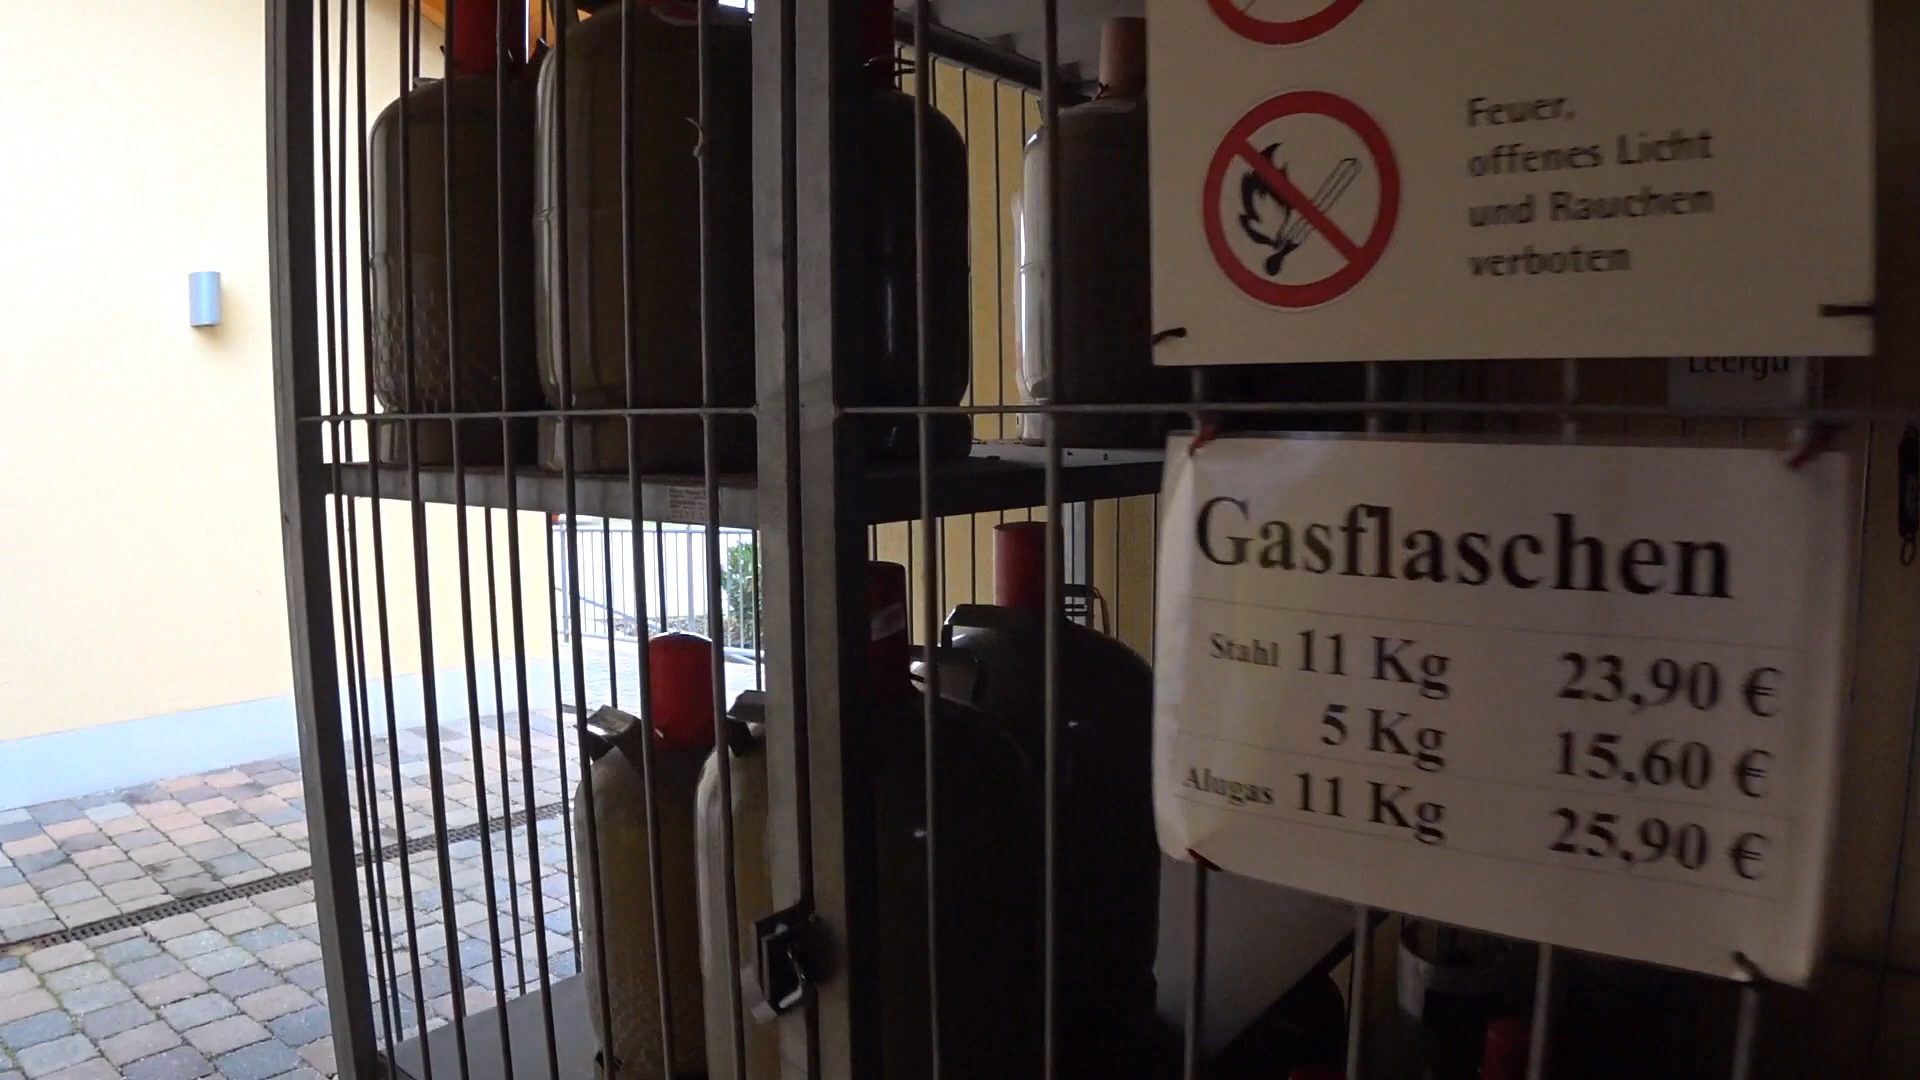 Feuer,
offenes Licht
und Rauchen
verboten
Gasflaschen
Stahl 11 Kg 23,90 €
5 Kg 15,60 €
Alugas 11 Kg 25,90 €